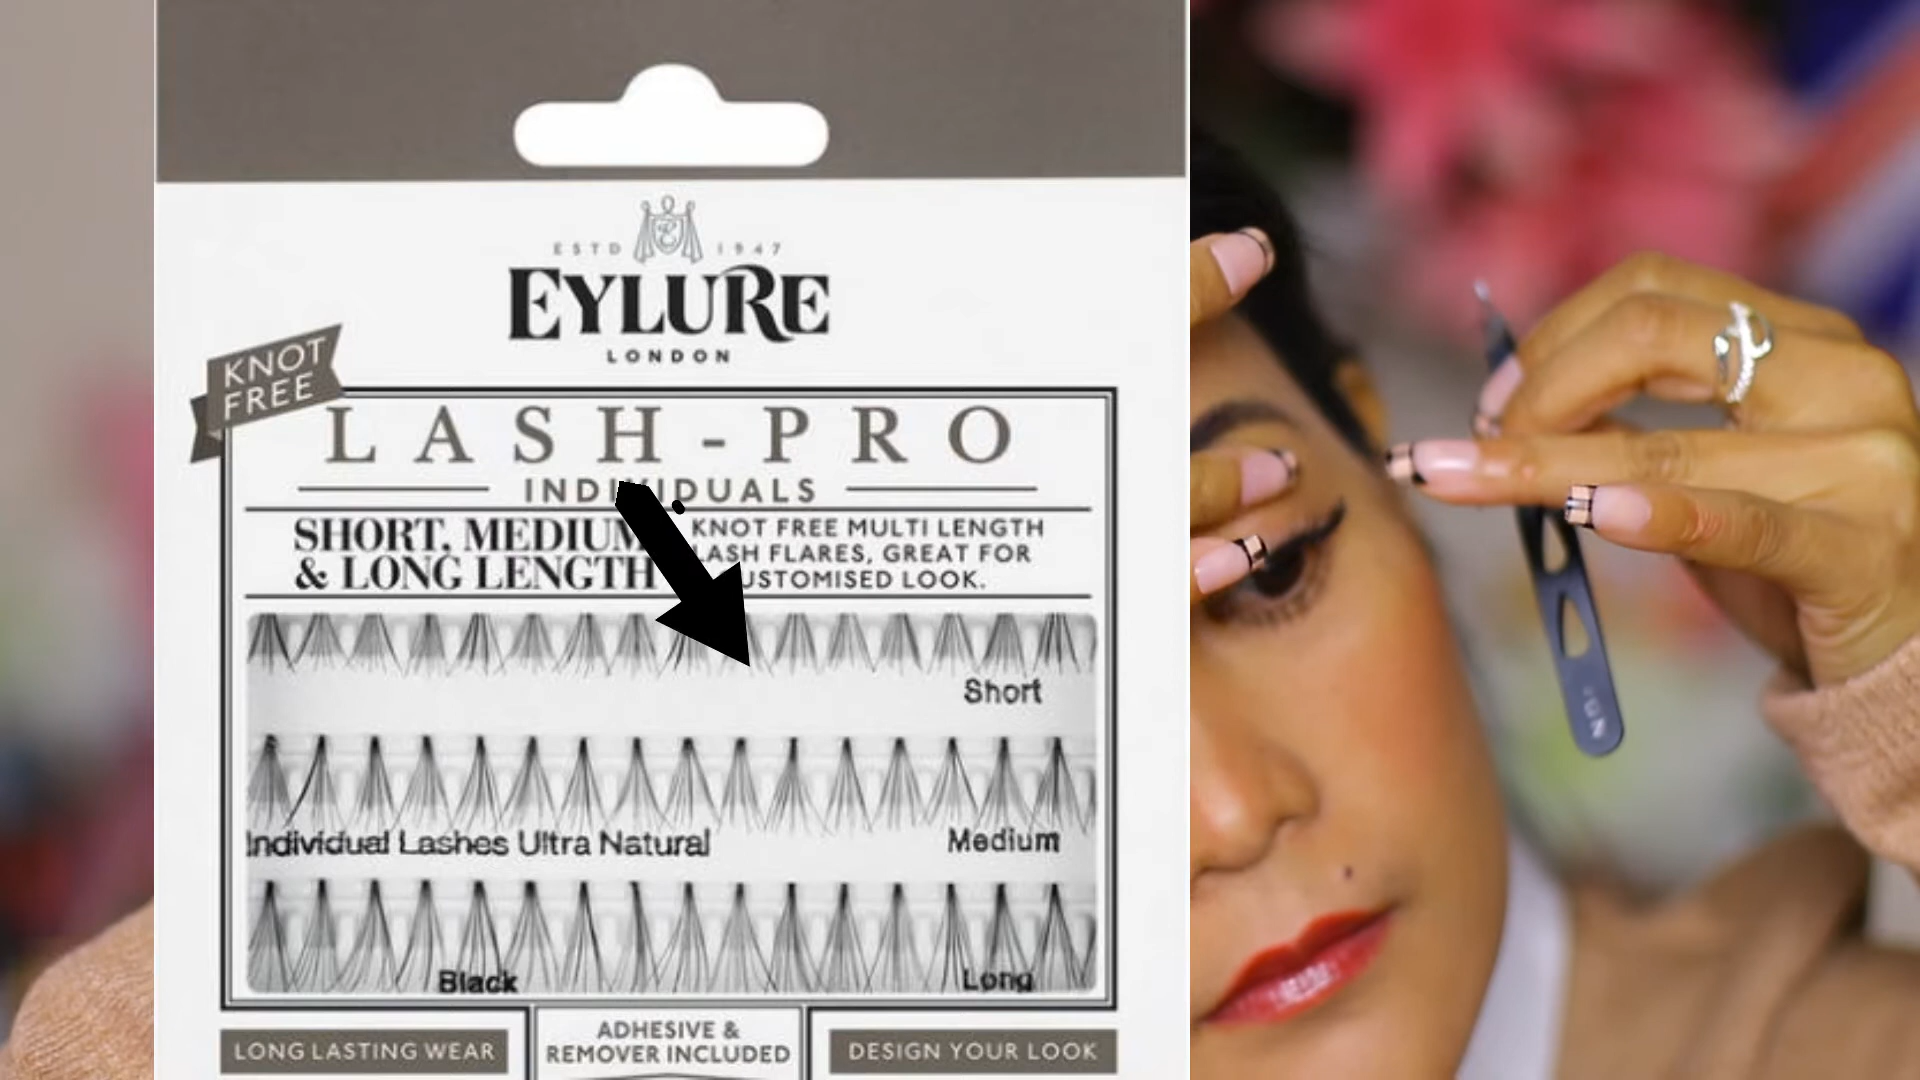 ESTD 1947
EYLURE
LONDON
KNOT
FREE
LASH-PRO
INDIVIDUALS
SHORT, MEDIUM
& LONG LENGTH
KNOT FREE MULTI LENGTH
LASH FLARES, GREAT FOR
CUSTOMISED LOOK.
Short
Individual Lashes Ultra Natural
Medium
Black
Long
LONG LASTING WEAR
ADHESIVE &
REMOVER INCLUDED
DESIGN YOUR LOOK